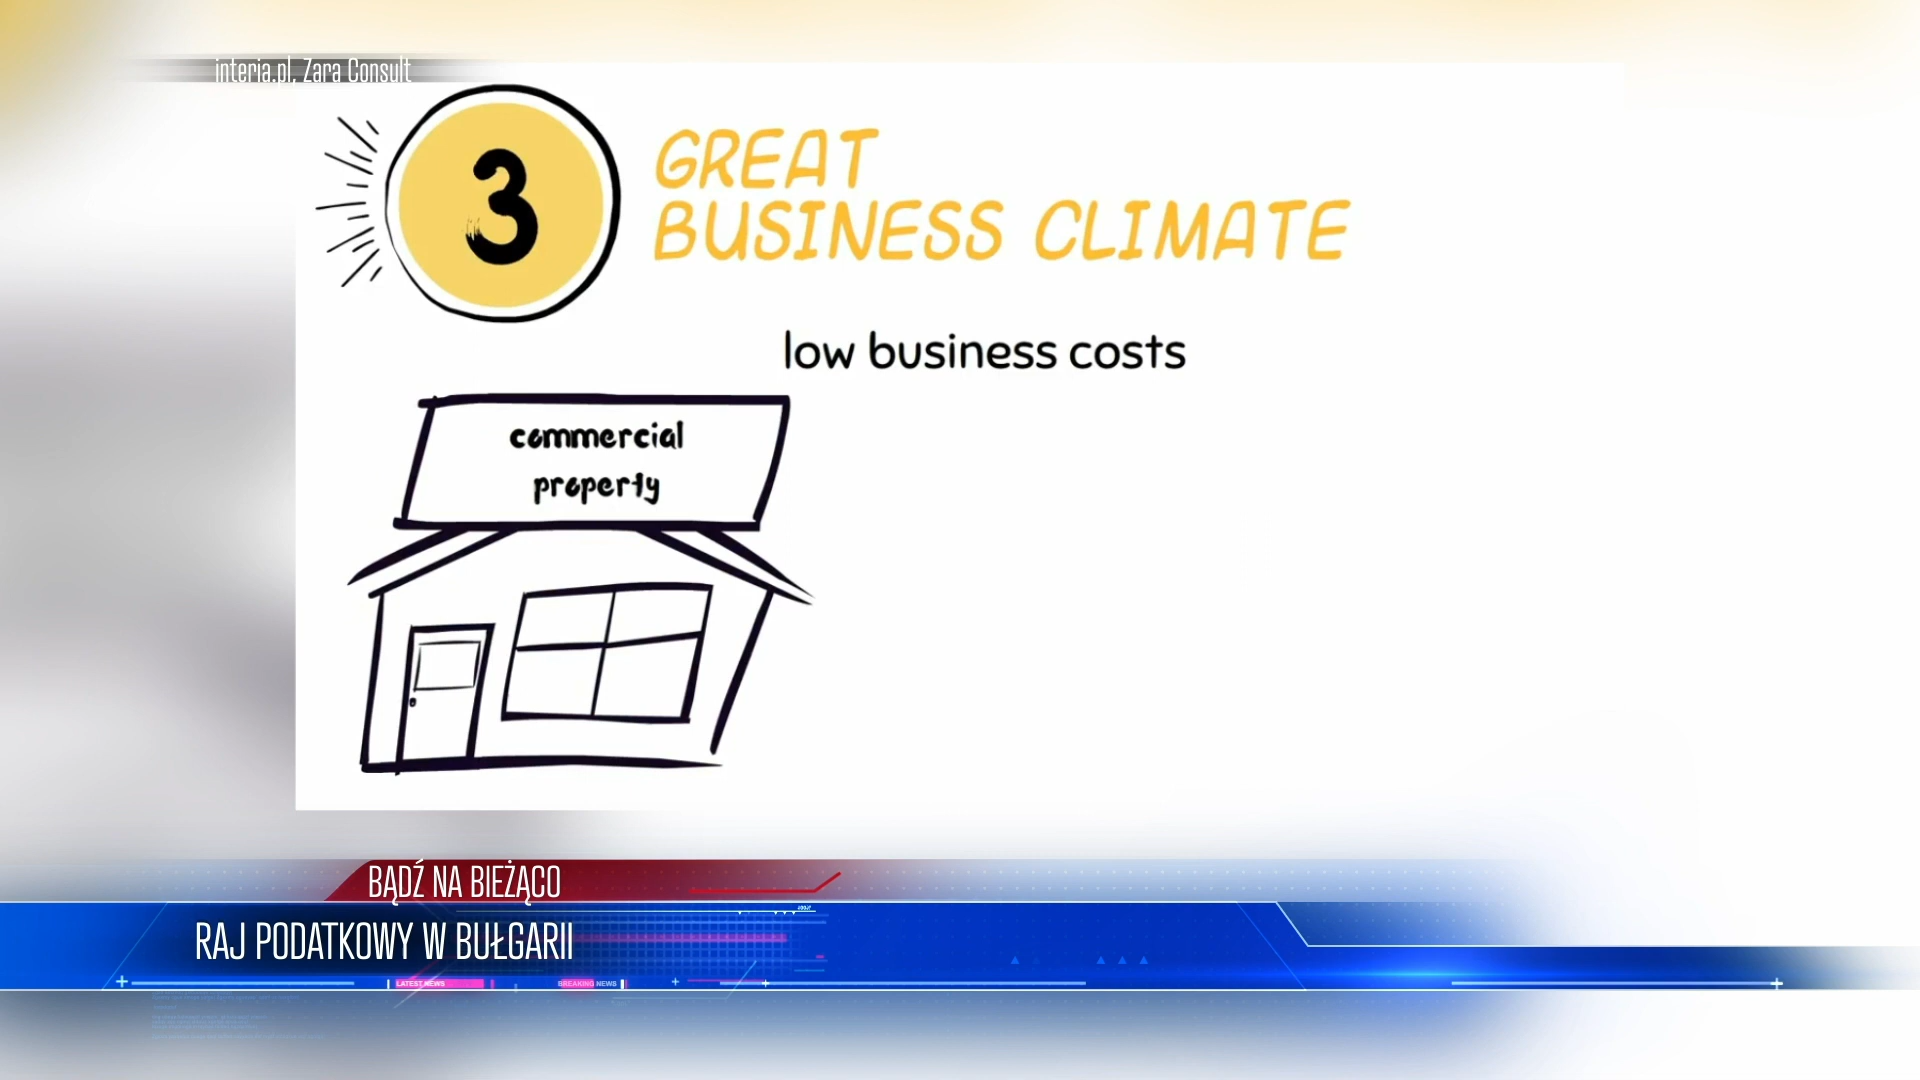 interia.pl, Zara Consult
3
GREAT
BUSINESS CLIMATE
low business costs
commercial
property
BĄDŹ NA BIEŻĄCO
RAJ PODATKOWY W BUŁGARII
LATEST NEWS
BREAKING NEWS